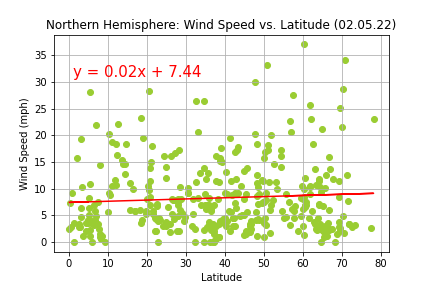 Northern Hemisphere: Wind Speed vs. Latitude (02.05.22)
y = 0.02x + 7.44
Wind Speed (mph)
35
30
25
20
15
10
5
0
0 10 20 30 40 50 60 70 80
Latitude